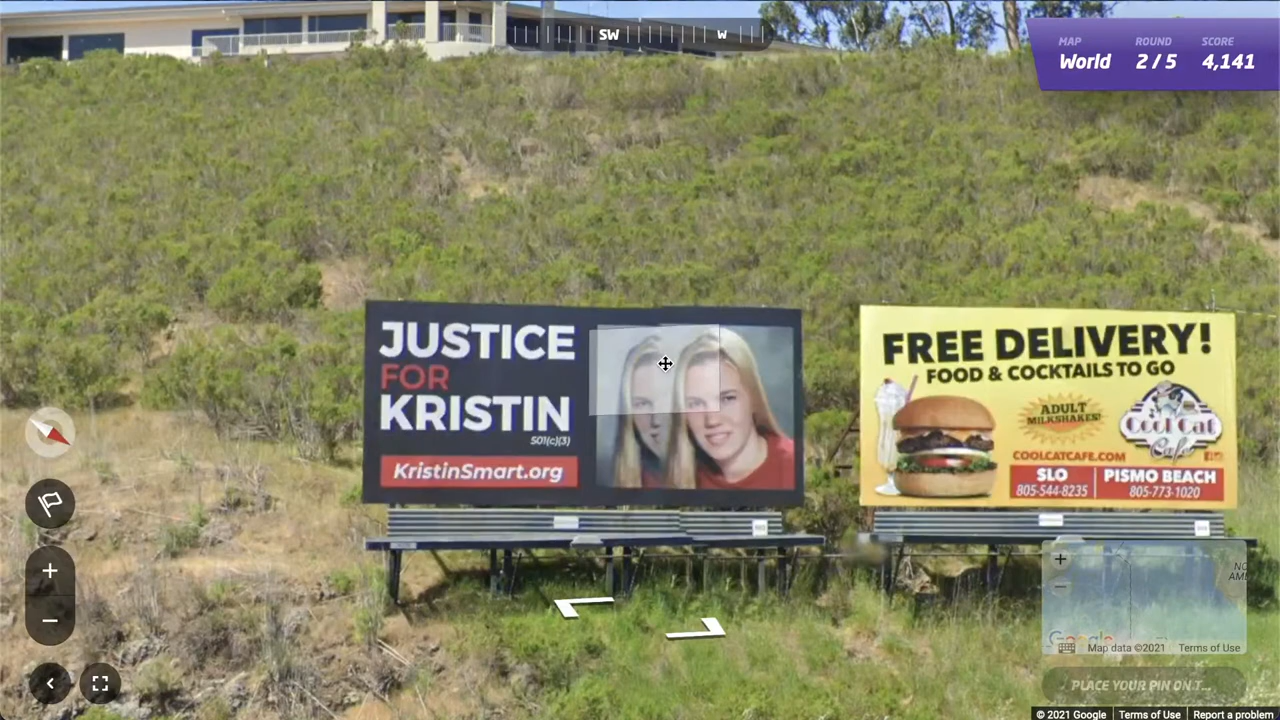 SW
W
MAP
World
ROUND
2 / 5
SCORE
4,141
JUSTICE
FOR
KRISTIN
501(c)(3)
KristinSmart.org
FREE DELIVERY!
FOOD & COCKTAILS TO GO
ADULT
MILKSHAKES!
Cool Cat
Cafe
COOLCATCAFE.COM
SLO
805-544-8235
PISMO BEACH
805-773-1020
Google
Map data ©2021
Terms of Use
PLACE YOUR PIN ON T...
© 2021 Google
Terms of Use
Report a problem